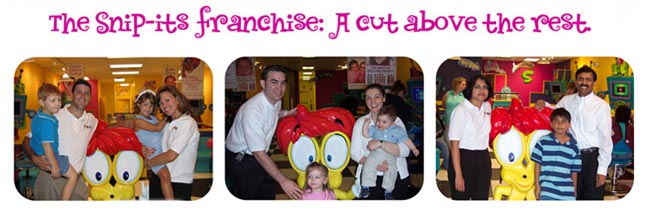 The Snip-its franchise: A cut above the rest.